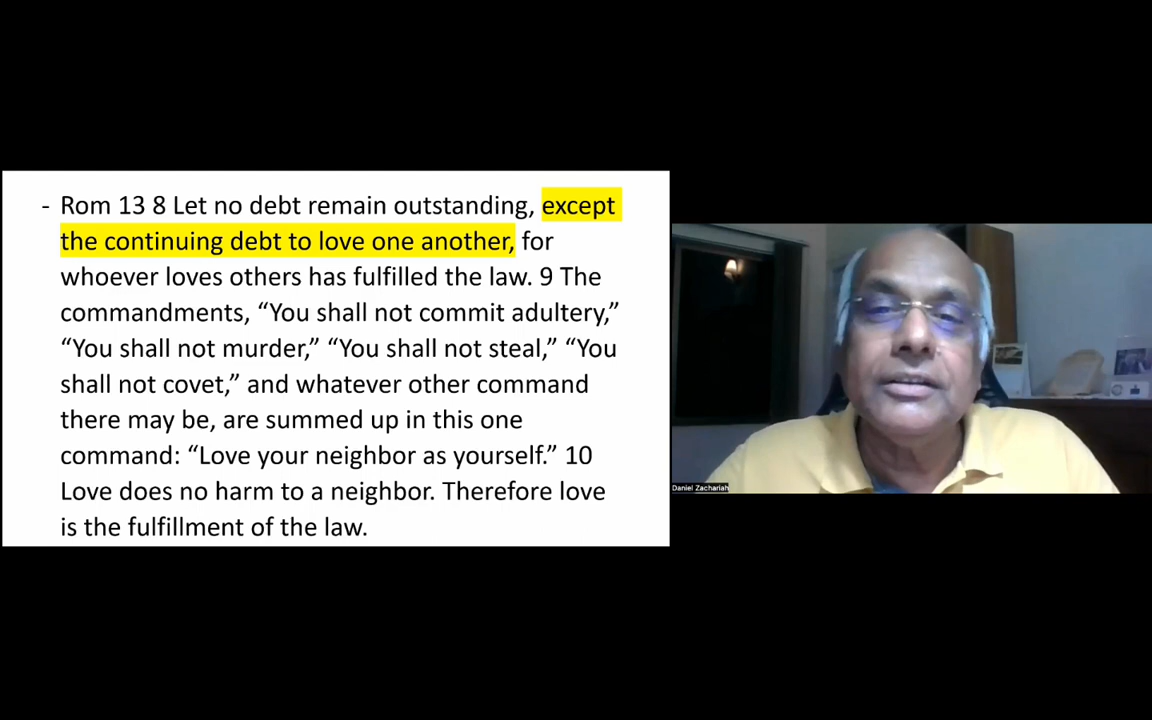 - Rom 13 8 Let no debt remain outstanding, except
the continuing debt to love one another, for
whoever loves others has fulfilled the law. 9 The
commandments, “You shall not commit adultery,”
“You shall not murder,” “You shall not steal,” “You
shall not covet,” and whatever other command
there may be, are summed up in this one
command: “Love your neighbor as yourself.” 10
Love does no harm to a neighbor. Therefore love
is the fulfillment of the law.
Daniel Zachariah